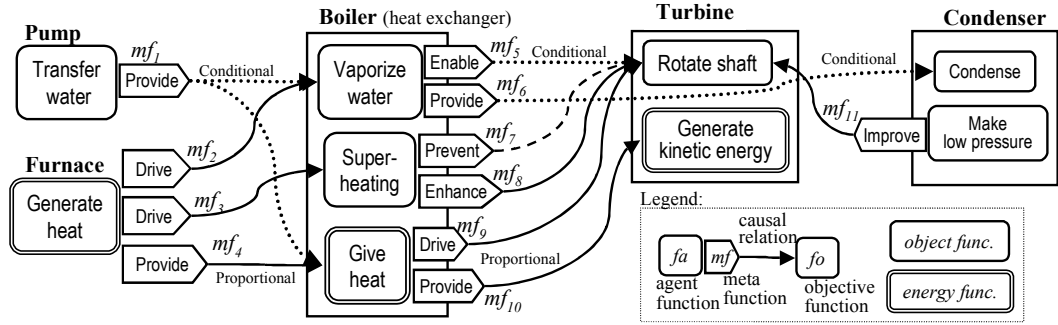 Pump
Transfer
water
Provide
mf1
Conditional
Furnace
Generate
heat
Drive
mf2
Drive
mf3
Provide
mf4
Proportional
Boiler (heat exchanger)
Vaporize
water
Enable
mf5
Conditional
Provide
mf6
Super-
heating
Prevent
mf7
Enhance
mf8
Give
heat
Drive
mf9
Proportional
Provide
mf10
Turbine
Rotate shaft
Generate
kinetic energy
Condenser
Conditional
Condense
mf11
Improve
Make
low pressure
Legend:
fa
mf
causal
relation
fo
agent
function
meta
function
objective
function
object func.
energy func.